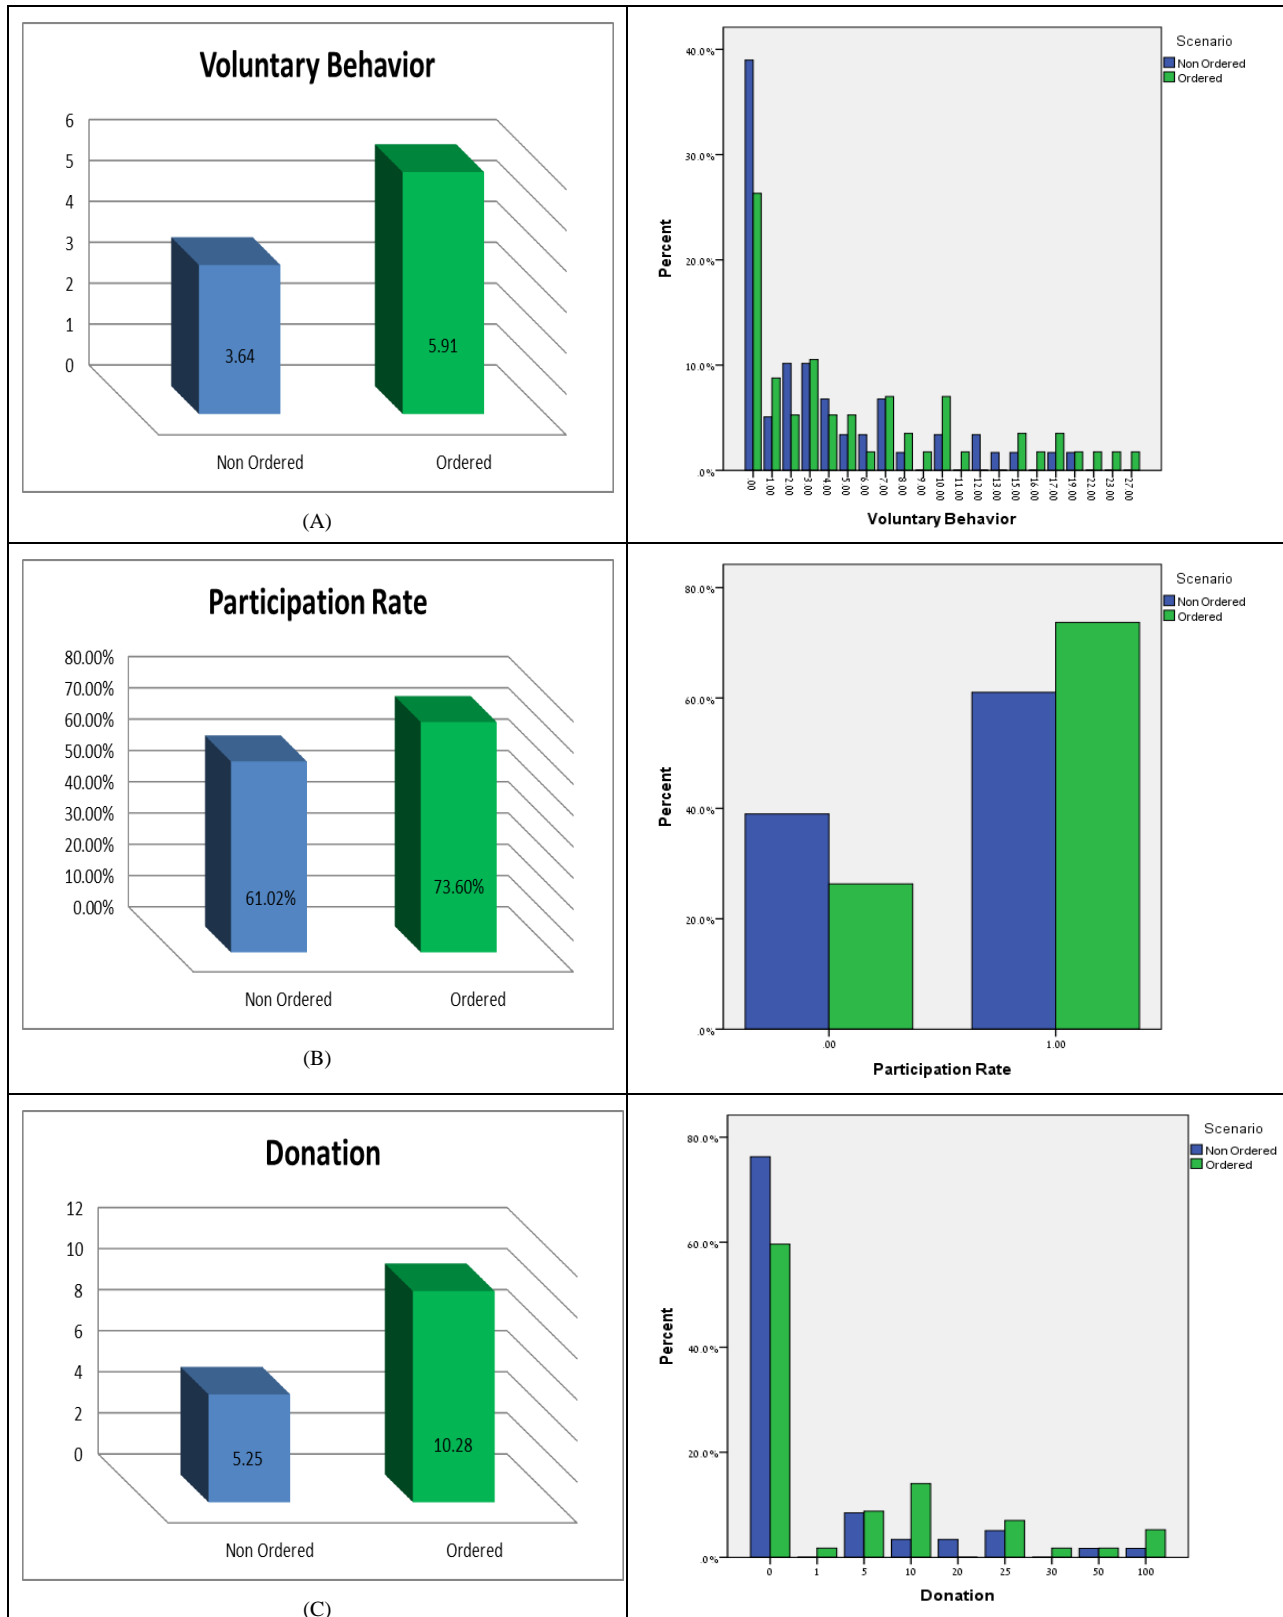 Voluntary Behavior
6
5
4
3
2
1
0
3.64
5.91
Non Ordered Ordered
(A)
Scenario
Non Ordered
Ordered
40.0%
30.0%
20.0%
10.0%
.0%
Percent
.00 1.00 2.00 3.00 4.00 5.00 6.00 7.00 8.00 9.00 10.00 11.00 12.00 13.00 15.00 16.00 17.00 19.00 22.00 23.00 27.00
Voluntary Behavior
Participation Rate
80.00%
70.00%
60.00%
50.00%
40.00%
30.00%
20.00%
10.00%
0.00%
61.02%
73.60%
Non Ordered Ordered
(B)
Scenario
Non Ordered
Ordered
80.0%
60.0%
40.0%
20.0%
.0%
Percent
.00 1.00
Participation Rate
Donation
12
10
8
6
4
2
0
5.25
10.28
Non Ordered Ordered
(C)
Scenario
Non Ordered
Ordered
80.0%
60.0%
40.0%
20.0%
.0%
Percent
0 1 5 10 20 25 30 50 100
Donation